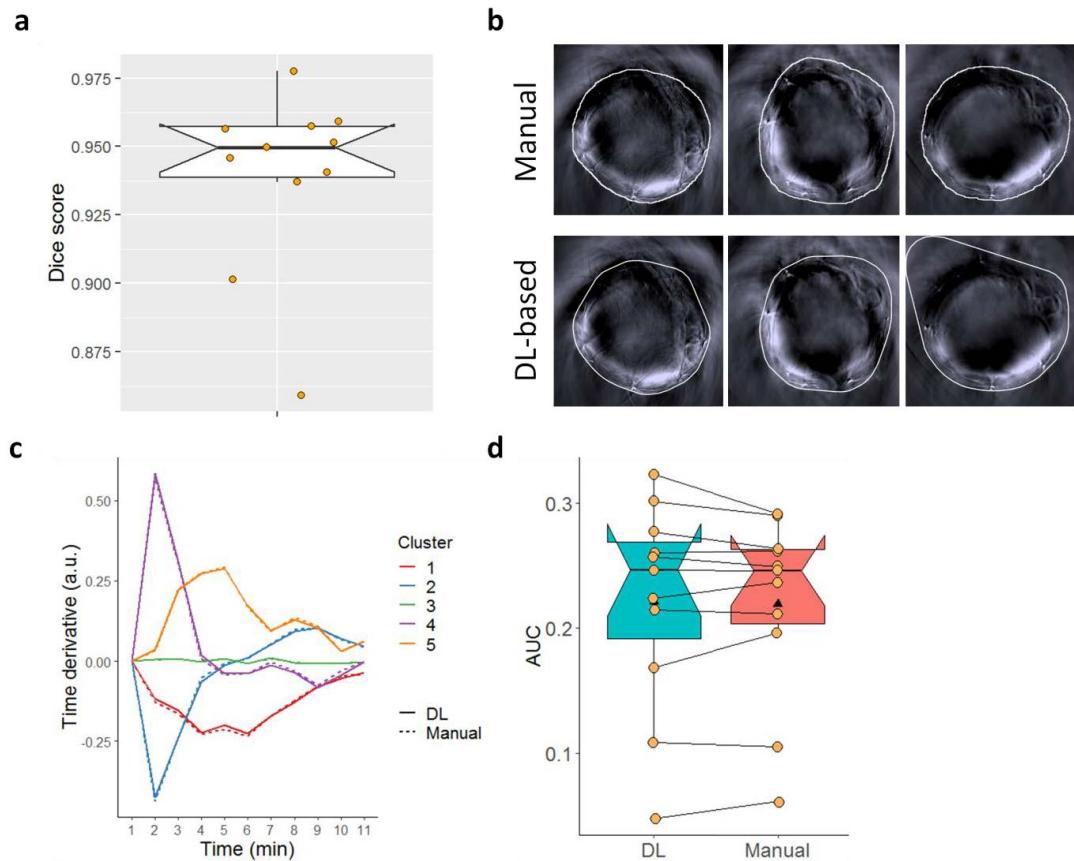 a
Dice score
0.975
0.950
0.925
0.900
0.875
b
Manual
DL-based
c
Time derivative (a.u.)
0.50
0.25
0.00
-0.25
1 2 3 4 5 6 7 8 9 10 11
Time (min)
Cluster
1
2
3
4
5
DL
Manual
d
AUC
0.3
0.2
0.1
DL Manual